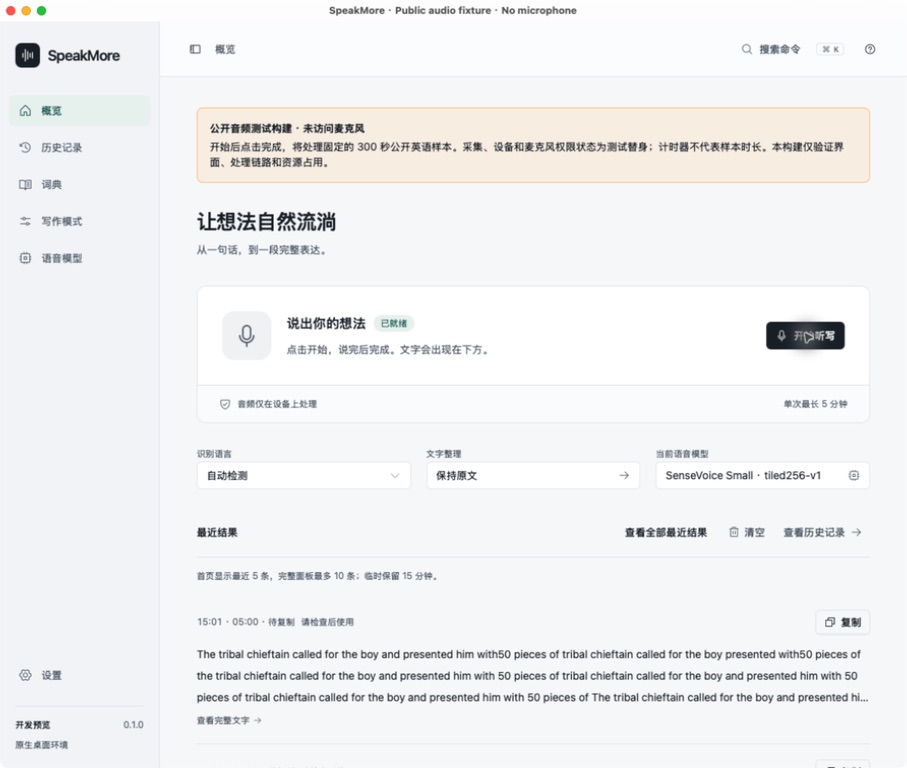 SpeakMore · Public audio fixture · No microphone
SpeakMore
概览
搜索命令
⌘ K
概览
历史记录
词典
写作模式
语音模型
公开音频测试构建 · 未访问麦克风
开始后点击完成，将处理固定的 300 秒公开英语样本。采集、设备和麦克风权限状态为测试替身；计时器不代表样本时长。本构建仅验证界
面、处理链路和资源占用。
让想法自然流淌
从一句话，到一段完整表达。
说出你的想法
已就绪
点击开始，说完后完成。文字会出现在下方。
开始听写
音频仅在设备上处理
单次最长 5 分钟
识别语言
文字整理
当前语音模型
自动检测
保持原文
SenseVoice Small · tiled256-v1
最近结果
查看全部最近结果
清空
查看历史记录
首页显示最近 5 条，完整面板最多 10 条；临时保留 15 分钟。
15:01 · 05:00 · 待复制 请检查后使用
复制
The tribal chieftain called for the boy and presented him with50 pieces of tribal chieftain called for the boy presented with50 pieces of
the tribal chieftain called for the boy and presented him with 50 pieces of tribal chieftain called for the boy and presented him with 50
pieces of tribal chieftain called for the boy and presented him with 50 pieces of The tribal chieftain called for the boy and presented hi...
查看完整文字
设置
开发预览
0.1.0
原生桌面环境